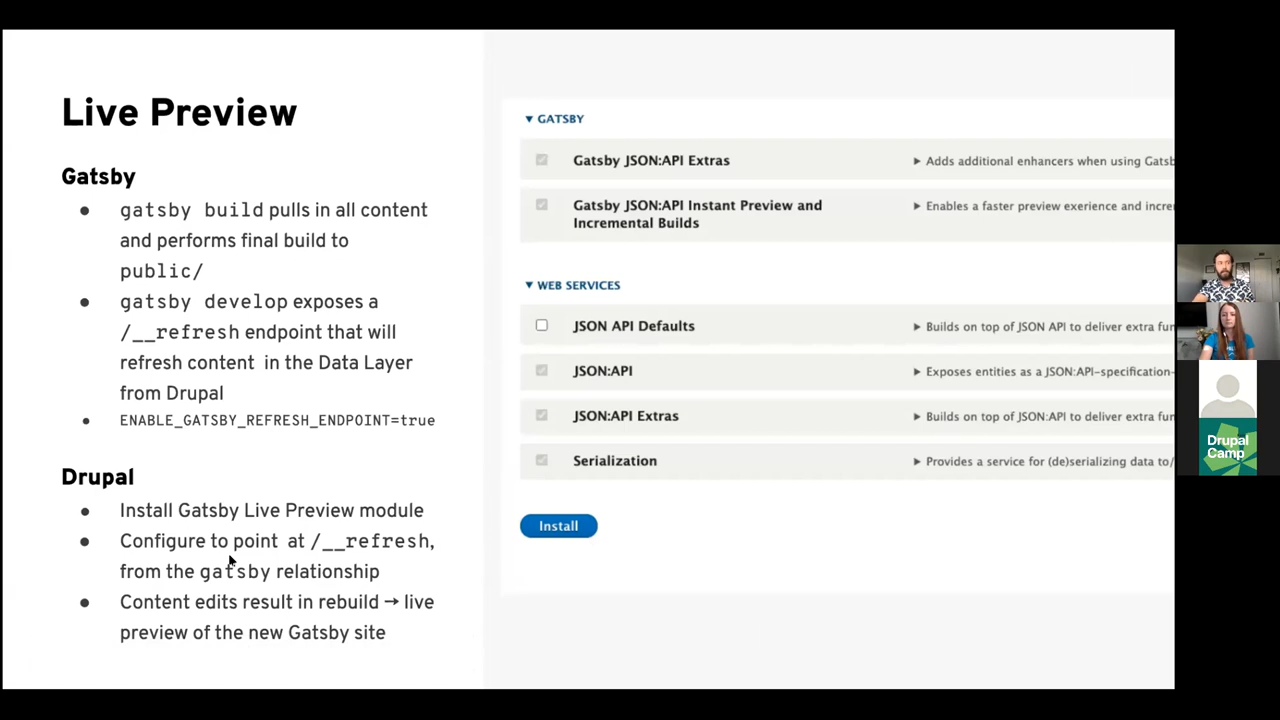 Live Preview
Gatsby
● gatsby build pulls in all content
and performs final build to
public/
● gatsby develop exposes a
/__refresh endpoint that will
refresh content in the Data Layer
from Drupal
● ENABLE_GATSBY_REFRESH_ENDPOINT=true
Drupal
● Install Gatsby Live Preview module
● Configure to point at /__refresh,
from the gatsby relationship
● Content edits result in rebuild → live
preview of the new Gatsby site
▼ GATSBY
Gatsby JSON:API Extras ▶ Adds additional enhancers when using Gatsb
Gatsby JSON:API Instant Preview and ▶ Enables a faster preview exerience and incre
Incremental Builds
▼ WEB SERVICES
JSON API Defaults ▶ Builds on top of JSON API to deliver extra fun
JSON:API ▶ Exposes entities as a JSON:API-specification-
JSON:API Extras ▶ Builds on top of JSON:API to deliver extra fun
Serialization ▶ Provides a service for (de)serializing data to/
Install
Drupal
Camp